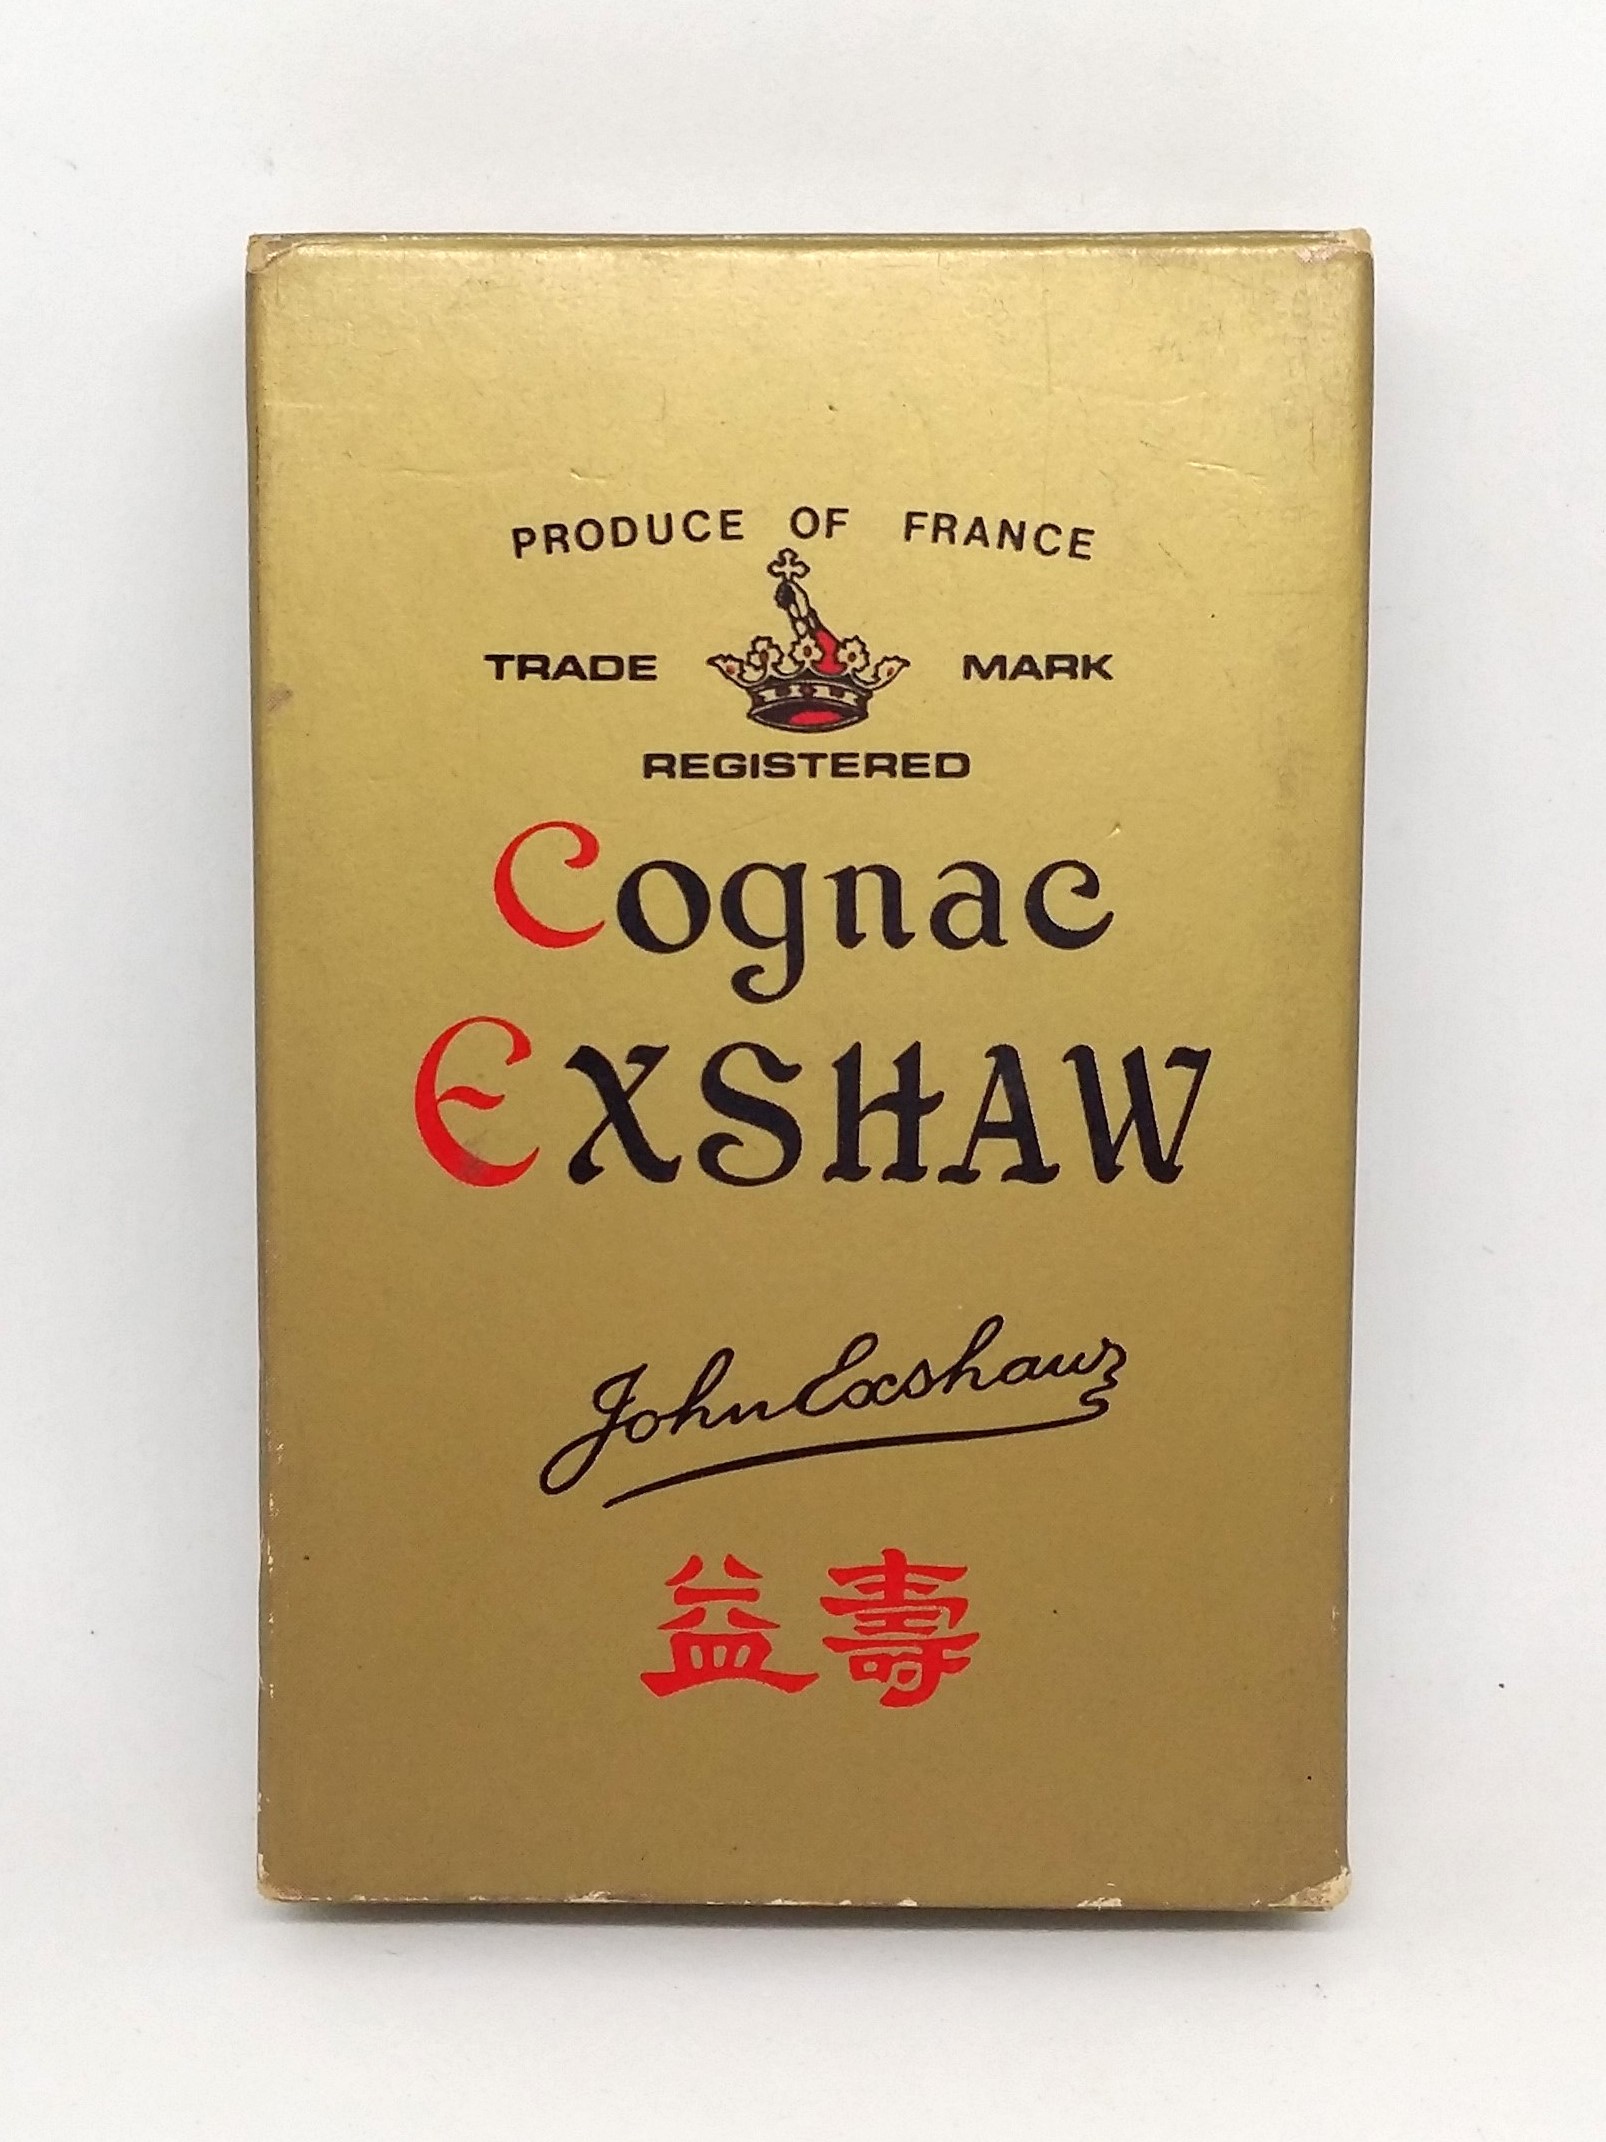 PRODUCE OF FRANCE
TRADE MARK
REGISTERED
Cognac
EXSHAW
John Exshaw
益壽